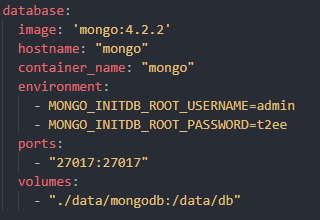 database:
image: 'mongo:4.2.2'
hostname: "mongo"
container_name: "mongo"
environment:
- MONGO_INITDB_ROOT_USERNAME=admin
- MONGO_INITDB_ROOT_PASSWORD=t2ee
ports:
- "27017:27017"
volumes:
- "./data/mongodb:/data/db"